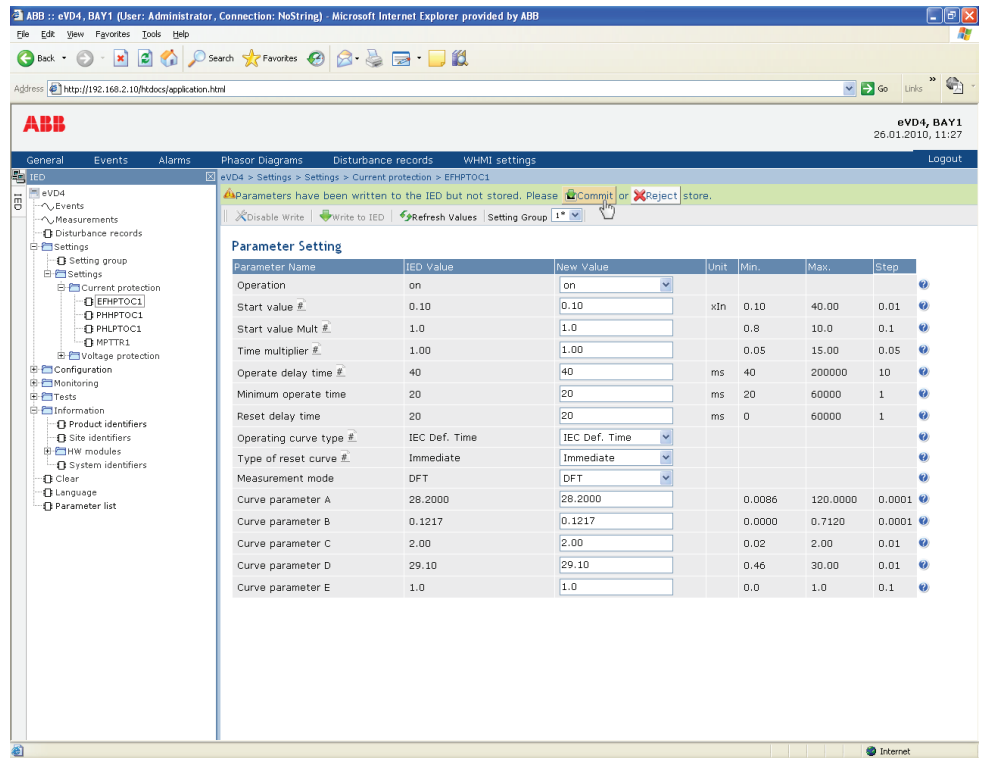 ABB :: eVD4, BAY1 (User: Administrator, Connection: NoString) - Microsoft Internet Explorer provided by ABB
File Edit View Favorites Tools Help
Back Search Favorites
Address http://192.168.2.10/htdocs/application.html Go Links »
ABB
eVD4, BAY1
26.01.2010, 11:27
General Events Alarms Phasor Diagrams Disturbance records WHMI settings Logout
IED
IED
eVD4
Events
Measurements
Disturbance records
Settings
Setting group
Settings
Current protection
EFHPTOC1
PHHPTOC1
PHLPTOC1
MPTTR1
Voltage protection
Configuration
Monitoring
Tests
Information
Product identifiers
Site identifiers
HW modules
System identifiers
Clear
Language
Parameter list
eVD4 > Settings > Settings > Current protection > EFHPTOC1
Parameters have been written to the IED but not stored. Please Commit or Reject store.
Disable Write Write to IED Refresh Values Setting Group 1*
Parameter Setting
Parameter Name IED Value New Value Unit Min. Max. Step
Operation on on
Start value # 0.10 0.10 xIn 0.10 40.00 0.01
Start value Mult # 1.0 1.0 0.8 10.0 0.1
Time multiplier # 1.00 1.00 0.05 15.00 0.05
Operate delay time # 40 40 ms 40 200000 10
Minimum operate time 20 20 ms 20 60000 1
Reset delay time 20 20 ms 0 60000 1
Operating curve type # IEC Def. Time IEC Def. Time
Type of reset curve # Immediate Immediate
Measurement mode DFT DFT
Curve parameter A 28.2000 28.2000 0.0086 120.0000 0.0001
Curve parameter B 0.1217 0.1217 0.0000 0.7120 0.0001
Curve parameter C 2.00 2.00 0.02 2.00 0.01
Curve parameter D 29.10 29.10 0.46 30.00 0.01
Curve parameter E 1.0 1.0 0.0 1.0 0.1
Internet